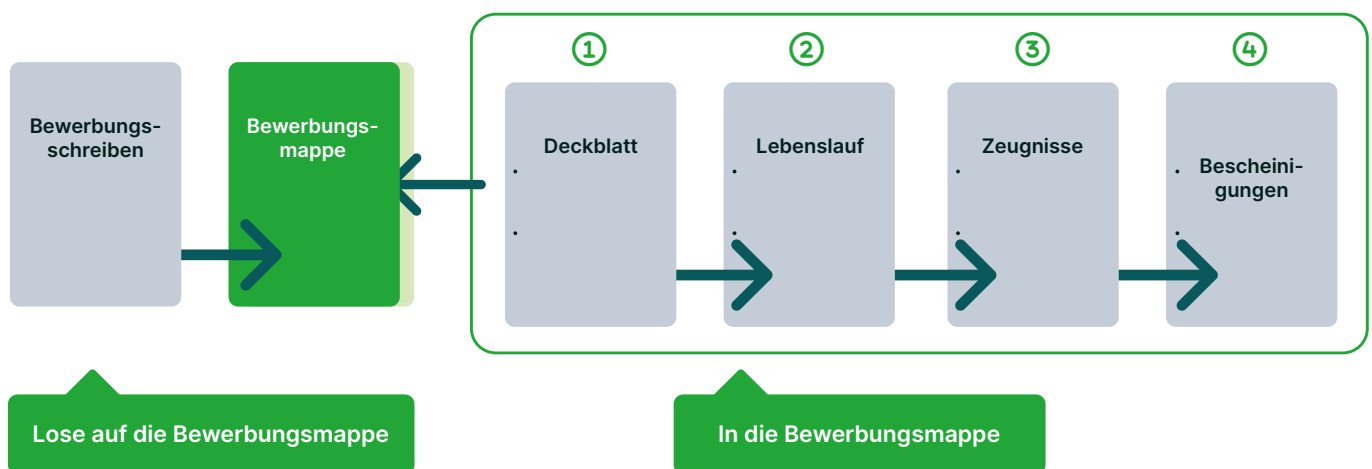 ①
②
③
④
Bewerbungs-
schreiben
Bewerbungs-
mappe
Deckblatt
Lebenslauf
Zeugnisse
Bescheini-
gungen
Lose auf die Bewerbungsmappe
In die Bewerbungsmappe